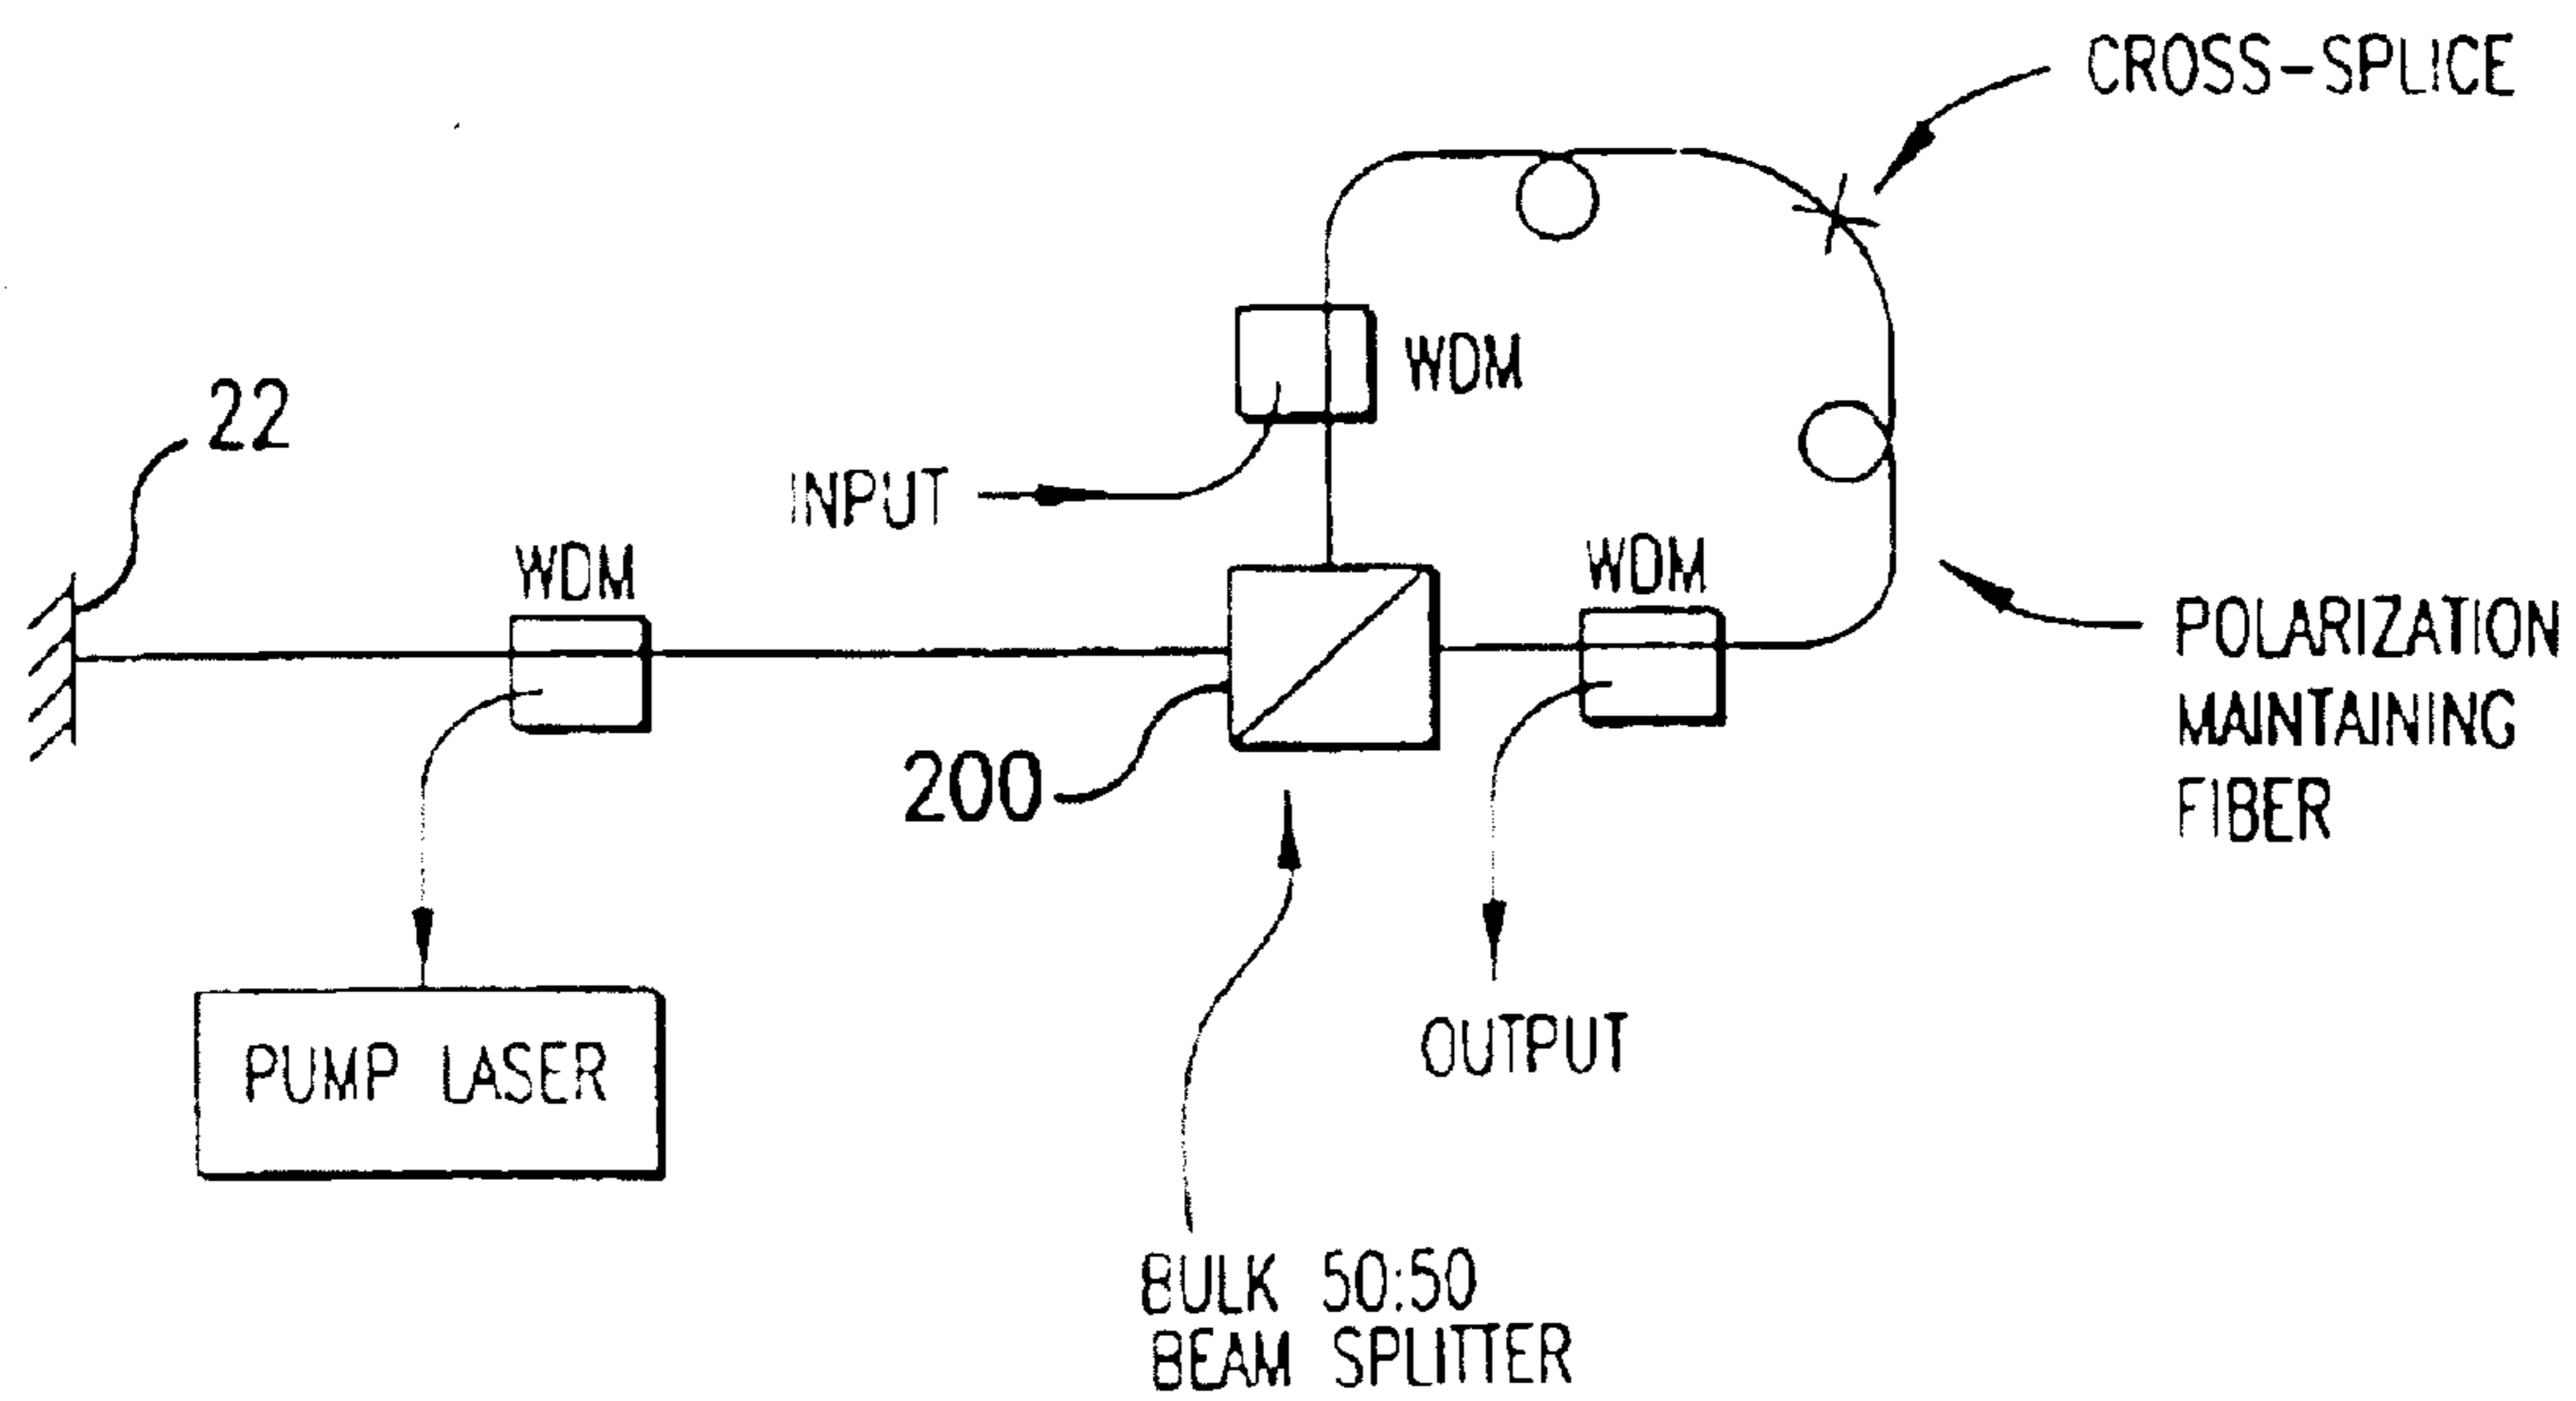 CROSS-SPLICE
22
WDM
INPUT
WDM
WDM
POLARIZATION
MAINTAINING
FIBER
200
PUMP LASER
OUTPUT
BULK 50:50
BEAM SPLITTER